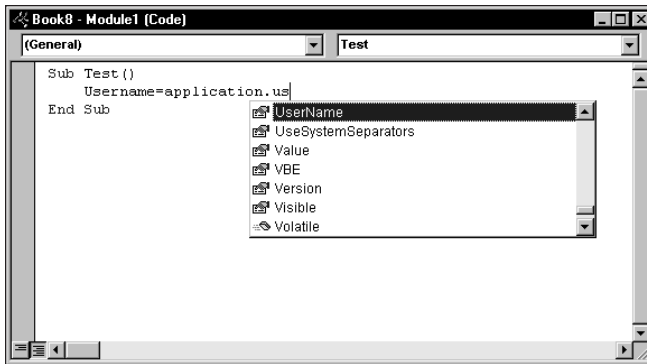 Book8 - Module1 (Code)
(General) Test
Sub Test()
Username=application.us
End Sub
UserName
UseSystemSeparators
Value
VBE
Version
Visible
Volatile